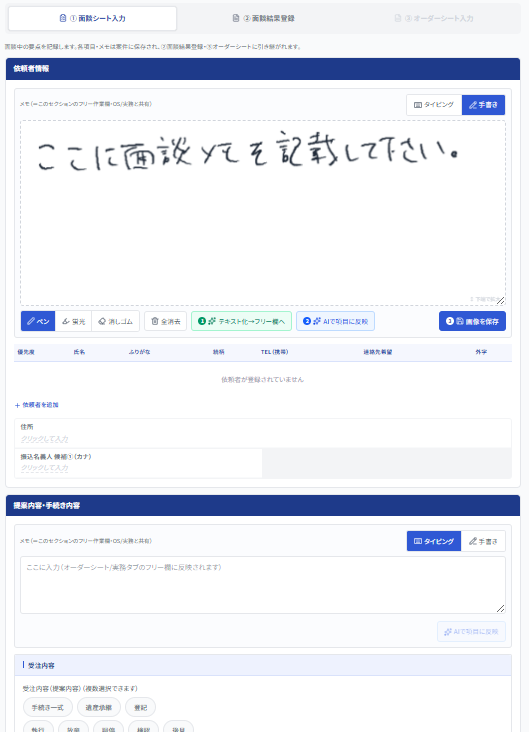 ① 面談シート入力
② 面談結果登録
③ オーダーシート入力
面談中の要点を記録します。各項目・メモは案件に保存され、②面談結果登録・③オーダーシートに引き継がれます。
依頼者情報
メモ（＝このセクションのフリー作業欄・OS/実務と共有）
タイピング
手書き
ここに面談メモを記載して下さい。
ペン
蛍光
消しゴム
全消去
1 テキスト化→フリー欄へ
2 AIで項目に反映
3 画像を保存
優先度 氏名 ふりがな 続柄 TEL（携帯） 連絡先希望 外字
依頼者が登録されていません
+ 依頼者を追加
住所
クリックして入力
振込名義人 候補①（カナ）
クリックして入力
提案内容・手続き内容
メモ（＝このセクションのフリー作業欄・OS/実務と共有）
タイピング
手書き
ここに入力（オーダーシート/実務タブのフリー欄に反映されます）
AIで項目に反映
受注内容
受注内容（提案内容）（複数選択できます）
手続き一式
遺産承継
登記